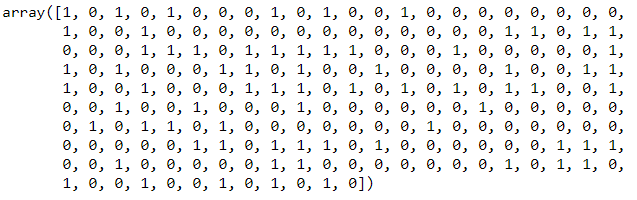 array([1, 0, 1, 0, 1, 0, 0, 0, 1, 0, 1, 0, 0, 1, 0, 0, 0, 0, 0, 0, 0, 0,
1, 0, 0, 1, 0, 0, 0, 0, 0, 0, 0, 0, 0, 0, 0, 0, 1, 1, 0, 1, 1,
0, 0, 0, 1, 1, 1, 0, 1, 1, 1, 1, 1, 0, 0, 0, 1, 0, 0, 0, 0, 0, 1,
1, 0, 1, 0, 0, 0, 1, 1, 0, 1, 0, 0, 1, 0, 0, 0, 0, 1, 0, 0, 1, 1,
1, 0, 0, 1, 0, 0, 0, 1, 1, 1, 0, 1, 0, 1, 0, 1, 0, 1, 1, 0, 0, 1,
0, 0, 1, 0, 0, 1, 0, 0, 0, 1, 0, 0, 0, 0, 0, 0, 1, 0, 0, 0, 0, 0,
0, 1, 0, 1, 1, 0, 1, 0, 0, 0, 0, 0, 0, 0, 1, 0, 0, 0, 0, 0, 0, 0,
0, 0, 0, 0, 0, 1, 1, 0, 1, 1, 1, 0, 1, 0, 0, 0, 0, 0, 0, 1, 1, 1,
0, 0, 1, 0, 0, 0, 0, 0, 1, 1, 0, 0, 0, 0, 0, 0, 0, 1, 0, 1, 1, 0,
1, 0, 0, 1, 0, 0, 1, 0, 1, 0, 1, 0])